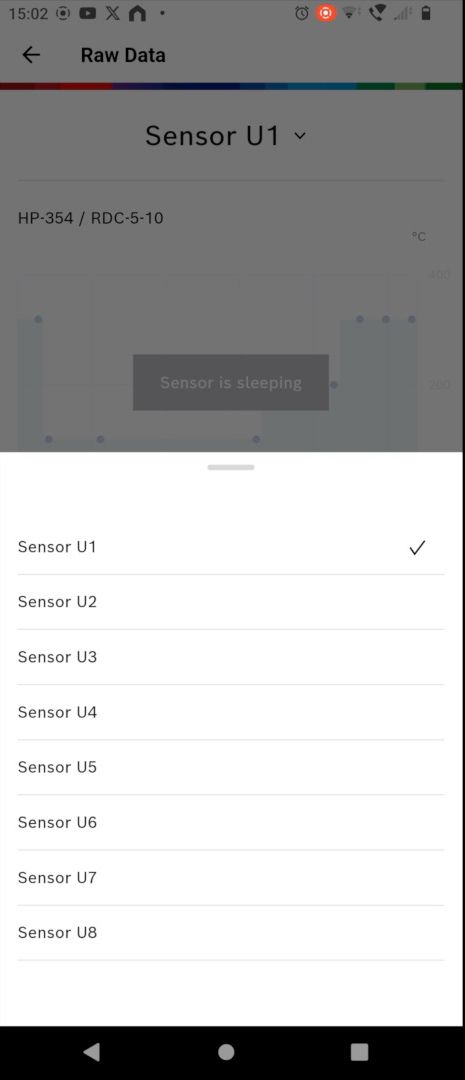 15:02
Raw Data
Sensor U1
HP-354 / RDC-5-10
°C
400
Sensor is sleeping
200
Sensor U1
Sensor U2
Sensor U3
Sensor U4
Sensor U5
Sensor U6
Sensor U7
Sensor U8